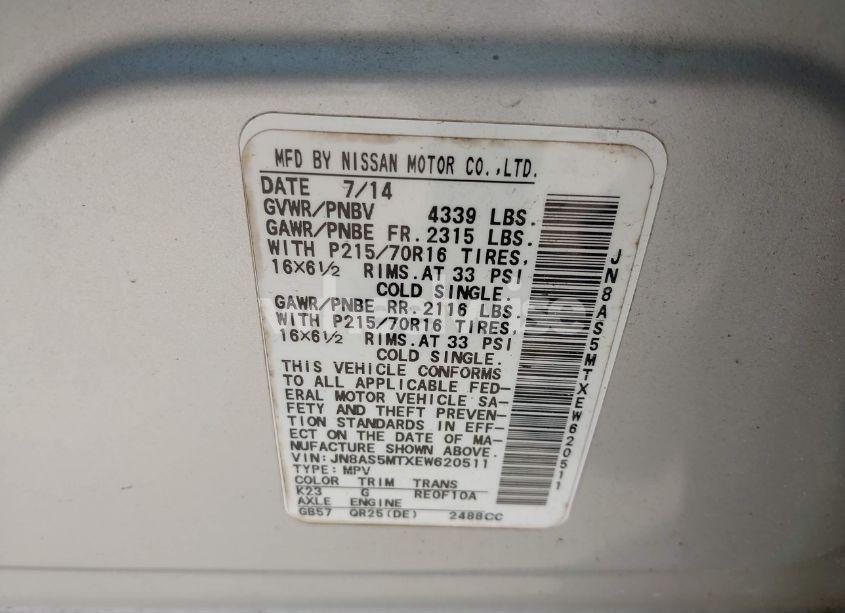 MFD BY NISSAN MOTOR CO.,LTD.
DATE 7/14
GVWR/PNBV 4339 LBS.
GAWR/PNBE FR.2315 LBS.
WITH P215/70R16 TIRES,
16X6½ RIMS.AT 33 PSI
COLD SINGLE.
GAWR/PNBE RR.2116 LBS.
WITH P215/70R16 TIRES,
16X6½ RIMS.AT 33 PSI
COLD SINGLE.
THIS VEHICLE CONFORMS
TO ALL APPLICABLE FED-
ERAL MOTOR VEHICLE SA-
FETY AND THEFT PREVEN-
TION STANDARDS IN EFF-
ECT ON THE DATE OF MA-
NUFACTURE SHOWN ABOVE.
VIN: JN8AS5MTXEW620511
TYPE: MPV
COLOR TRIM TRANS
K23 G RE0F10A
AXLE ENGINE
GB57 QR25(DE) 2488CC
JN8AS5MTXEW620511